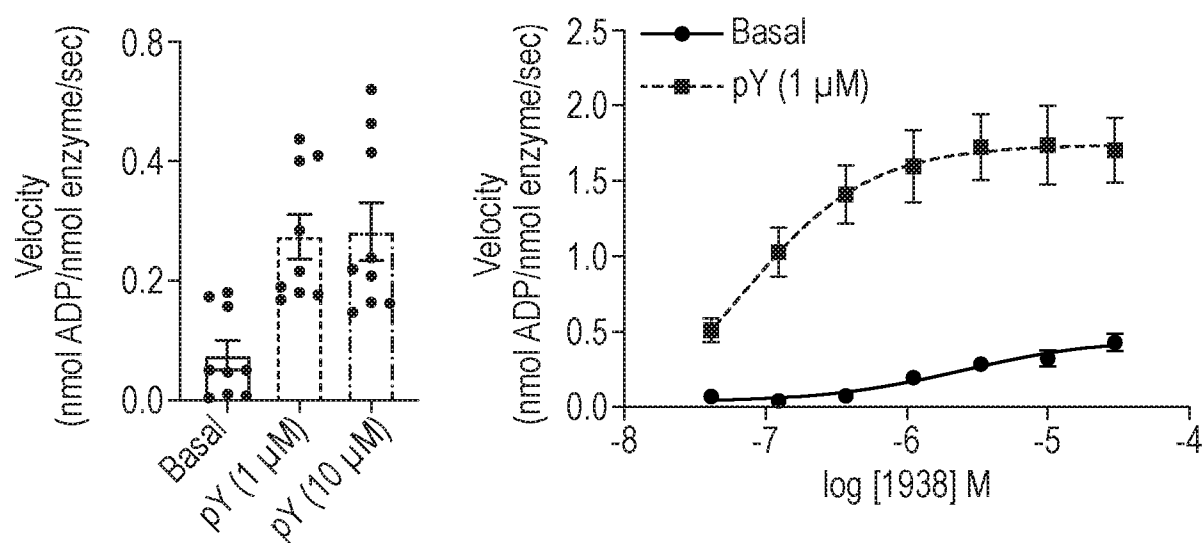 Velocity
(nmol ADP/nmol enzyme/sec)
0.8
0.4
0.2
0.0
Basal
pY (1 µM)
pY (10 µM)
Velocity
(nmol ADP/nmol enzyme/sec)
2.5
2.0
1.5
1.0
0.5
0.0
Basal
pY (1 µM)
-8
-7
-6
-5
-4
log [1938] M